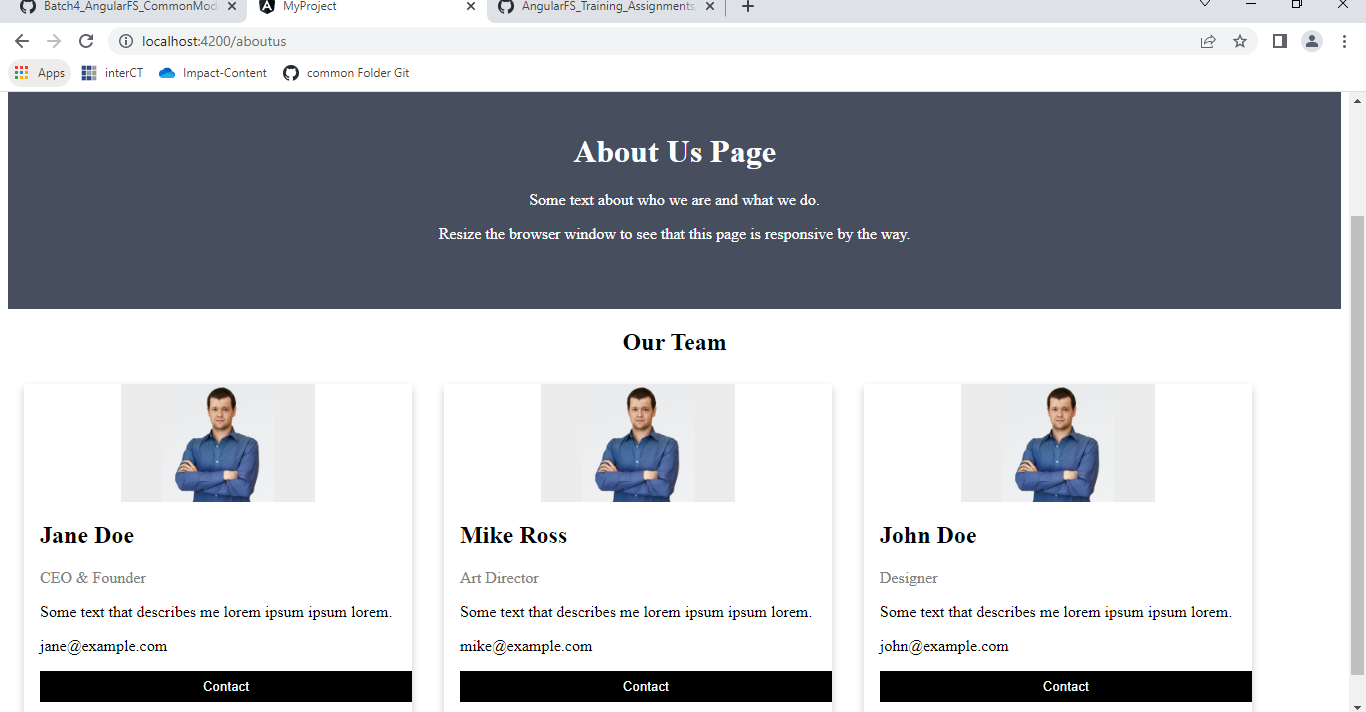 Batch4_AngularFS_CommonMod
MyProject
AngularFS_Training_Assignments
localhost:4200/aboutus
Apps
interCT
Impact-Content
common Folder Git
About Us Page
Some text about who we are and what we do.
Resize the browser window to see that this page is responsive by the way.
Our Team
Jane Doe
CEO & Founder
Some text that describes me lorem ipsum ipsum lorem.
jane@example.com
Contact
Mike Ross
Art Director
Some text that describes me lorem ipsum ipsum lorem.
mike@example.com
Contact
John Doe
Designer
Some text that describes me lorem ipsum ipsum lorem.
john@example.com
Contact